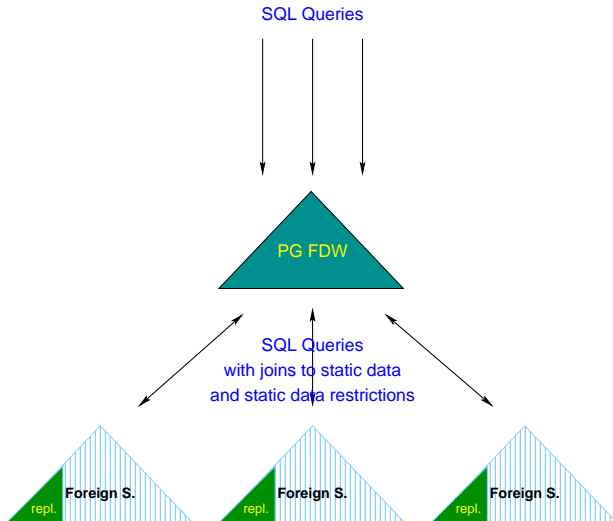 SQL Queries
PG FDW
SQL Queries
with joins to static data
and static data restrictions
Foreign S.
repl.
Foreign S.
repl.
Foreign S.
repl.